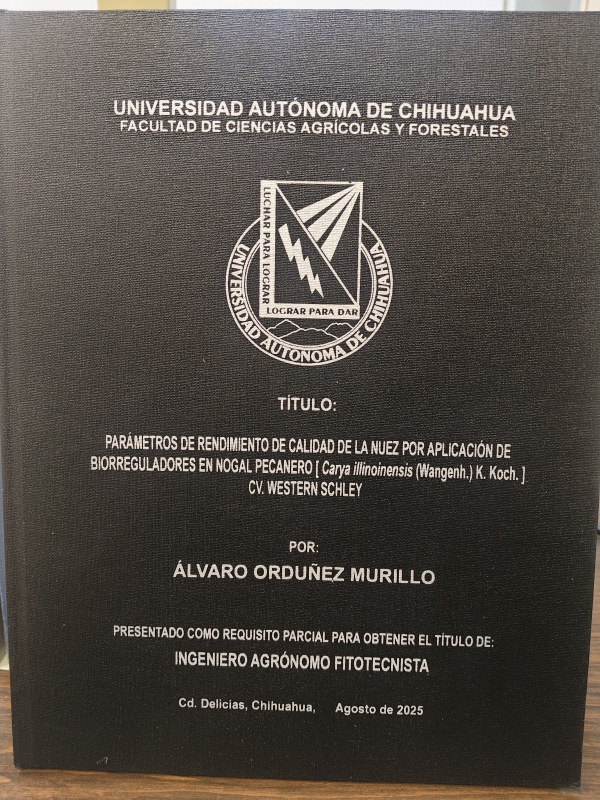 UNIVERSIDAD AUTÓNOMA DE CHIHUAHUA
FACULTAD DE CIENCIAS AGRÍCOLAS Y FORESTALES
LUCHAR PARA LOGRAR
LOGRAR PARA DAR
UNIVERSIDAD AUTONOMA DE CHIHUAHUA
TÍTULO:
PARÁMETROS DE RENDIMIENTO DE CALIDAD DE LA NUEZ POR APLICACIÓN DE
BIORREGULADORES EN NOGAL PECANERO [ Carya illinoinensis (Wangenh.) K. Koch. ]
CV. WESTERN SCHLEY
POR:
ÁLVARO ORDUÑEZ MURILLO
PRESENTADO COMO REQUISITO PARCIAL PARA OBTENER EL TÍTULO DE:
INGENIERO AGRÓNOMO FITOTECNISTA
Cd. Delicias, Chihuahua, Agosto de 2025